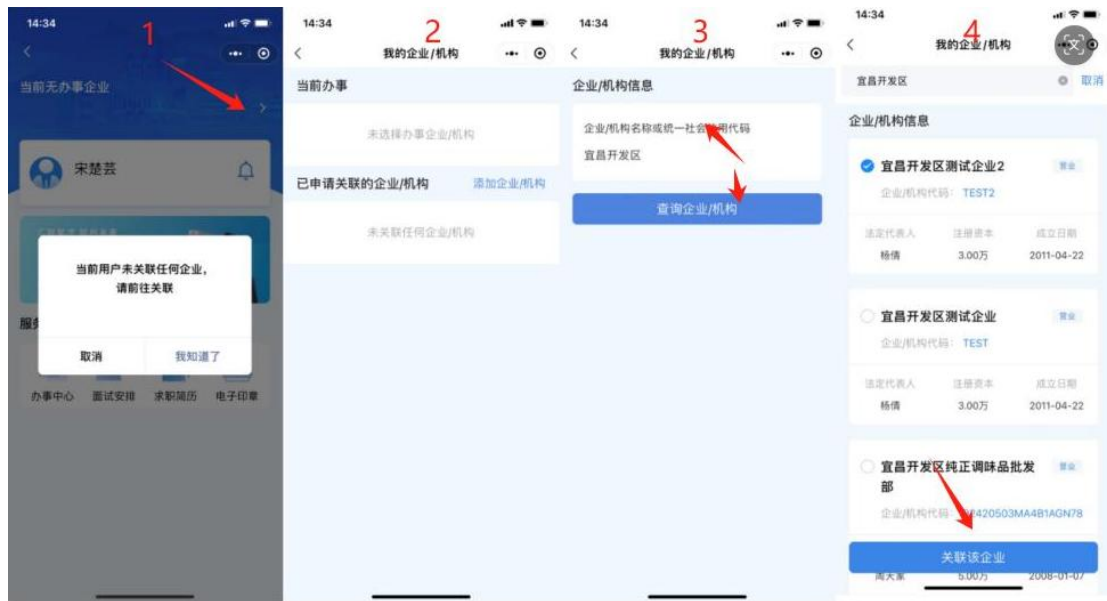 14:34
1
当前无办事企业
宋楚芸
当前用户未关联任何企业，
请前往关联
取消
我知道了
办事中心
面试安排
求职简历
电子印章
14:34
2
我的企业/机构
当前办事
未选择办事企业/机构
已申请关联的企业/机构
添加企业/机构
未关联任何企业/机构
14:34
3
我的企业/机构
企业/机构信息
企业/机构名称或统一社会信用代码
宜昌开发区
查询企业/机构
14:34
4
我的企业/机构
文
宜昌开发区
取消
企业/机构信息
宜昌开发区测试企业2
营业
企业/机构代码： TEST2
法定代表人
注册资本
成立日期
杨倩
3.00万
2011-04-22
宜昌开发区测试企业
营业
企业/机构代码： TEST
法定代表人
注册资本
成立日期
杨倩
3.00万
2011-04-22
宜昌开发区纯正调味品批发
部
营业
企业/机构代码：
2420503MA4B1AGN78
关联该企业
周大家
5.00万
2008-01-07